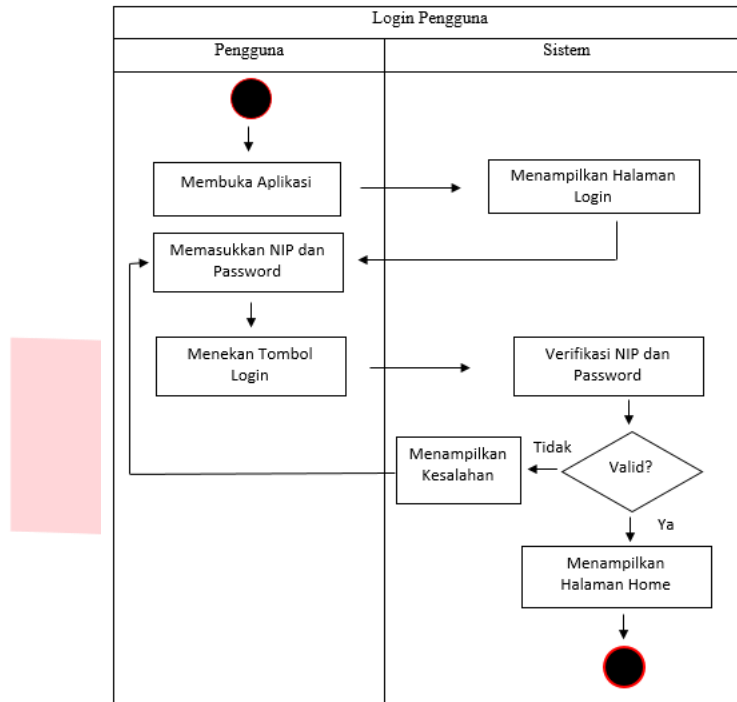 Login Pengguna
Pengguna
Sistem
Membuka Aplikasi
Menampilkan Halaman
Login
Memasukkan NIP dan
Password
Menekan Tombol
Login
Verifikasi NIP dan
Password
Valid?
Tidak
Menampilkan
Kesalahan
Ya
Menampilkan
Halaman Home